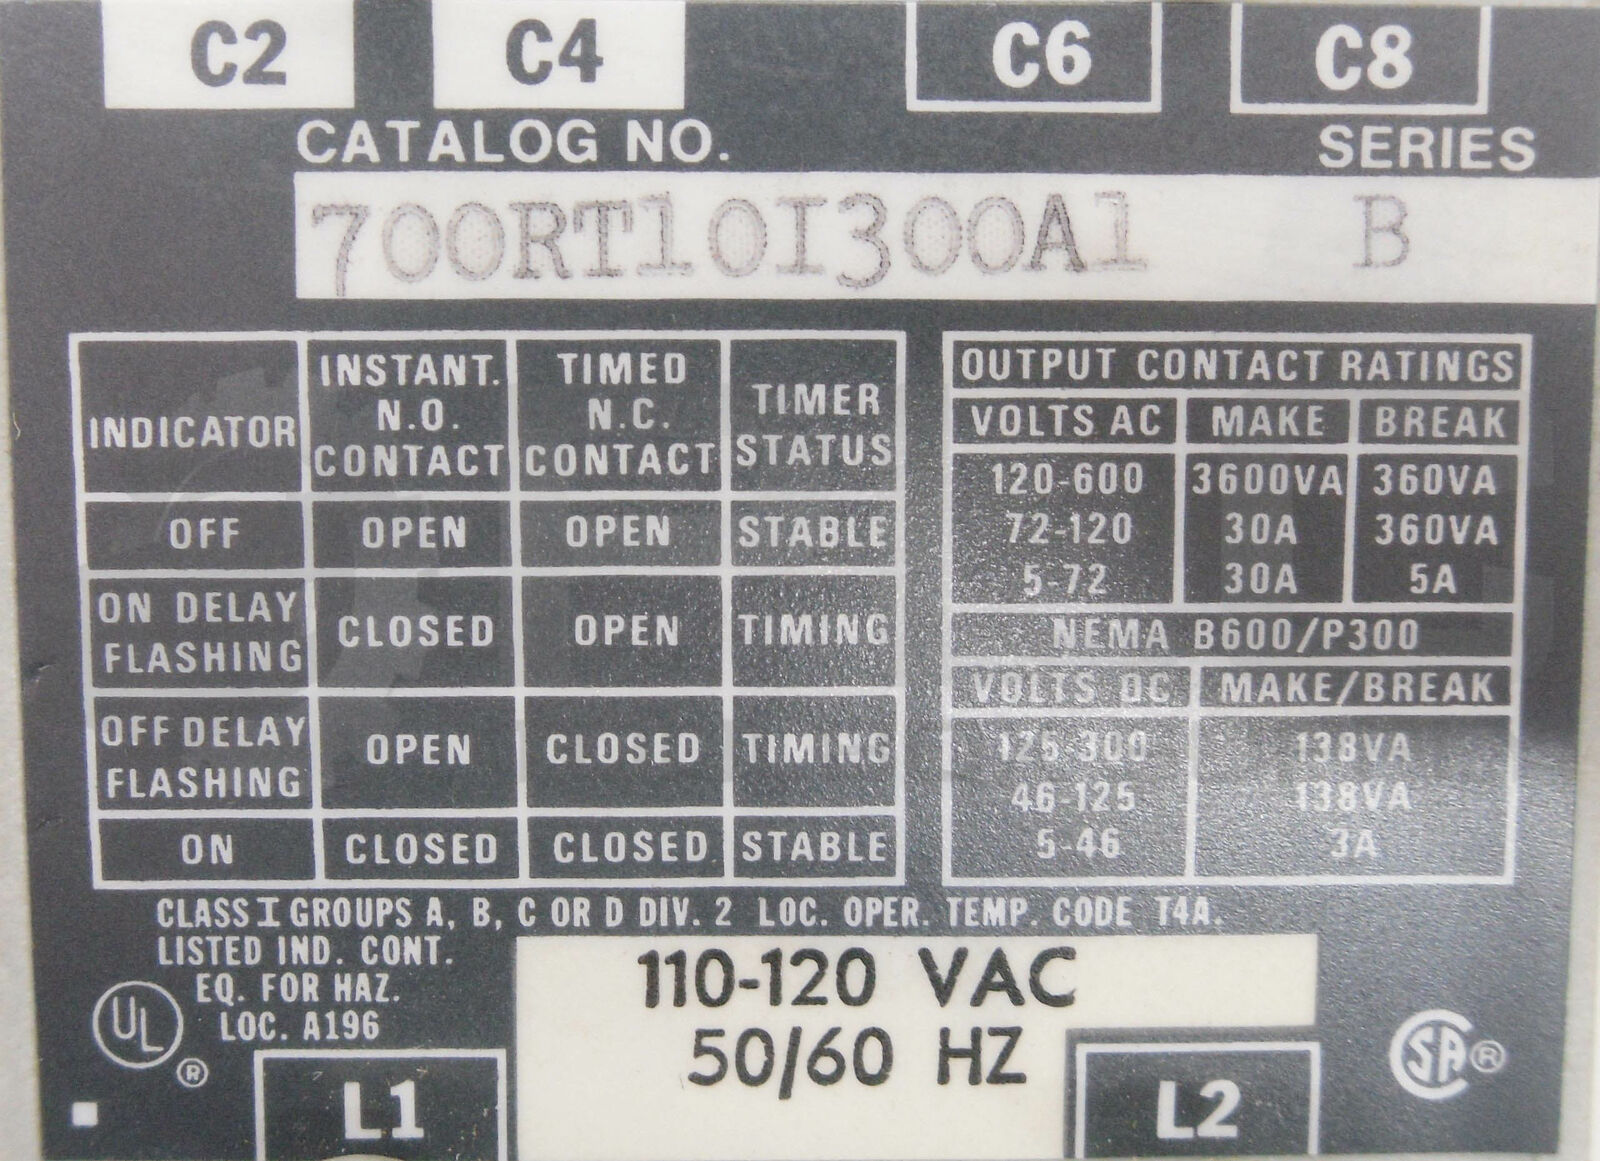 C2 C4 C6 C8
CATALOG NO. SERIES
700RT10I300A1 B
INDICATOR
INSTANT.
N.O.
CONTACT
TIMED
N.C.
CONTACT
TIMER
STATUS
OFF OPEN OPEN STABLE
ON DELAY
FLASHING
CLOSED OPEN TIMING
OFF DELAY
FLASHING
OPEN CLOSED TIMING
ON CLOSED CLOSED STABLE
OUTPUT CONTACT RATINGS
VOLTS AC MAKE BREAK
120-600 3600VA 360VA
72-120 30A 360VA
5-72 30A 5A
NEMA B600/P300
VOLTS DC MAKE/BREAK
125-300 138VA
46-125 138VA
5-46 3A
CLASS I GROUPS A, B, C OR D DIV. 2 LOC. OPER. TEMP. CODE T4A.
LISTED IND. CONT.
EQ. FOR HAZ.
LOC. A196
UL ®
110-120 VAC
50/60 HZ
SA ®
L1 L2